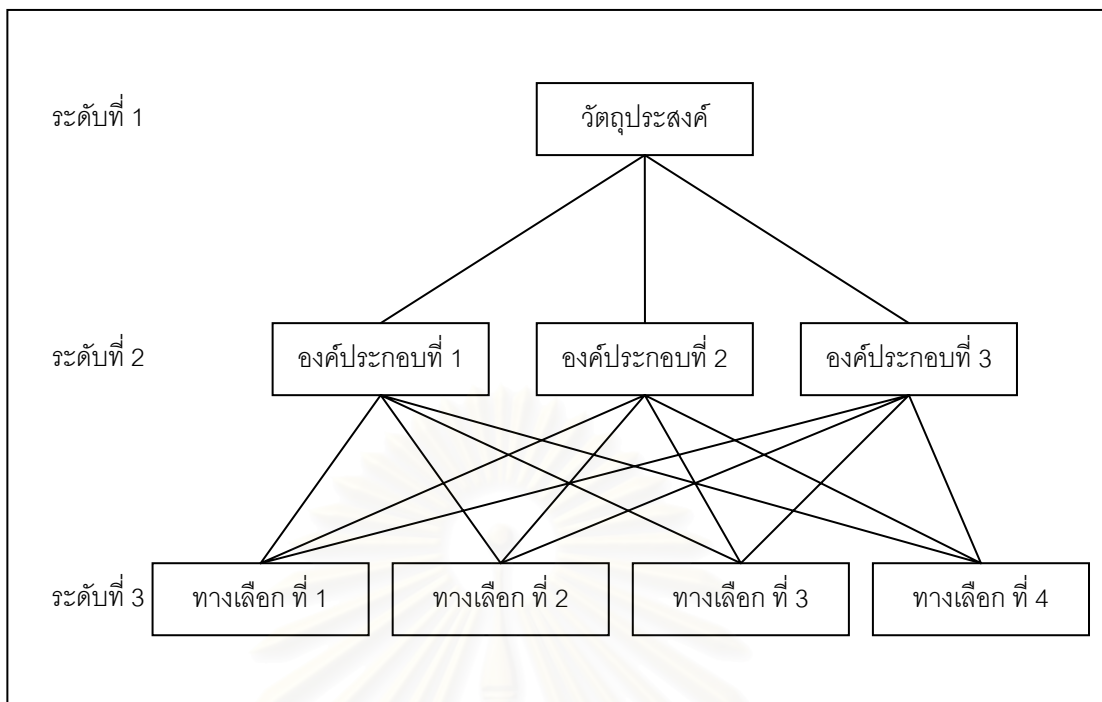 ระดับที่ 1
วัตถุประสงค์
ระดับที่ 2
องค์ประกอบที่ 1
องค์ประกอบที่ 2
องค์ประกอบที่ 3
ระดับที่ 3
ทางเลือก ที่ 1
ทางเลือก ที่ 2
ทางเลือก ที่ 3
ทางเลือก ที่ 4